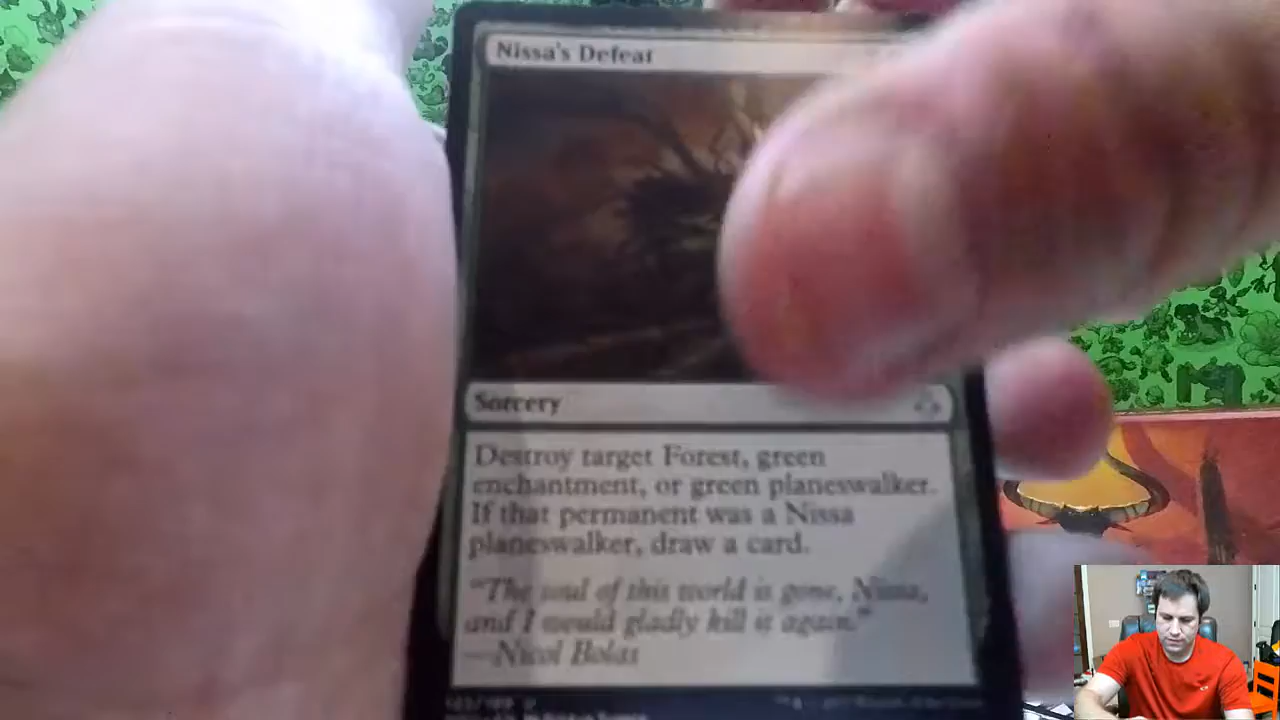 Nissa's Defeat
Sorcery
Destroy target Forest, green
enchantment, or green planeswalker.
If that permanent was a Nissa
planeswalker, draw a card.
"The soul of this world is gone, Nissa,
and I would gladly kill it again."
—Nicol Bolas